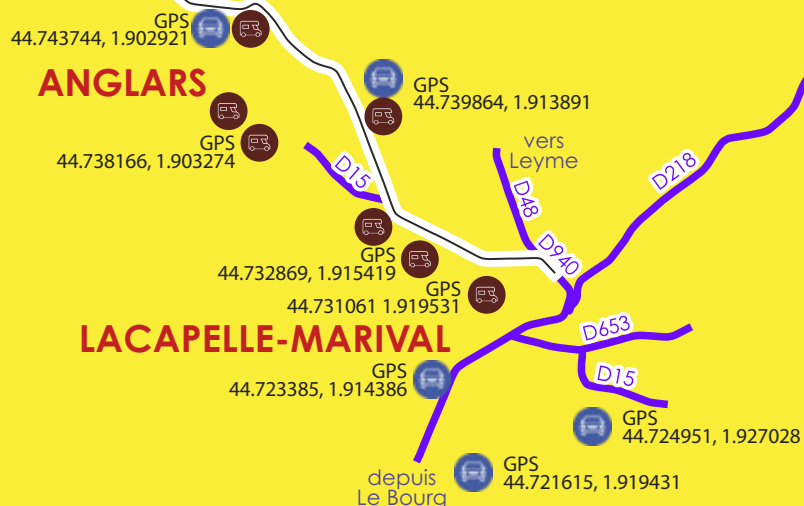 GPS
44.743744, 1.902921
ANGLARS
GPS
44.739864, 1.913891
GPS
44.738166, 1.903274
vers
Leyme
D15
D48
D218
D940
GPS
44.732869, 1.915419
GPS
44.731061 1.919531
LACAPELLE-MARIVAL
D653
GPS
44.723385, 1.914386
D15
GPS
44.724951, 1.927028
depuis
Le Bourg
GPS
44.721615, 1.919431